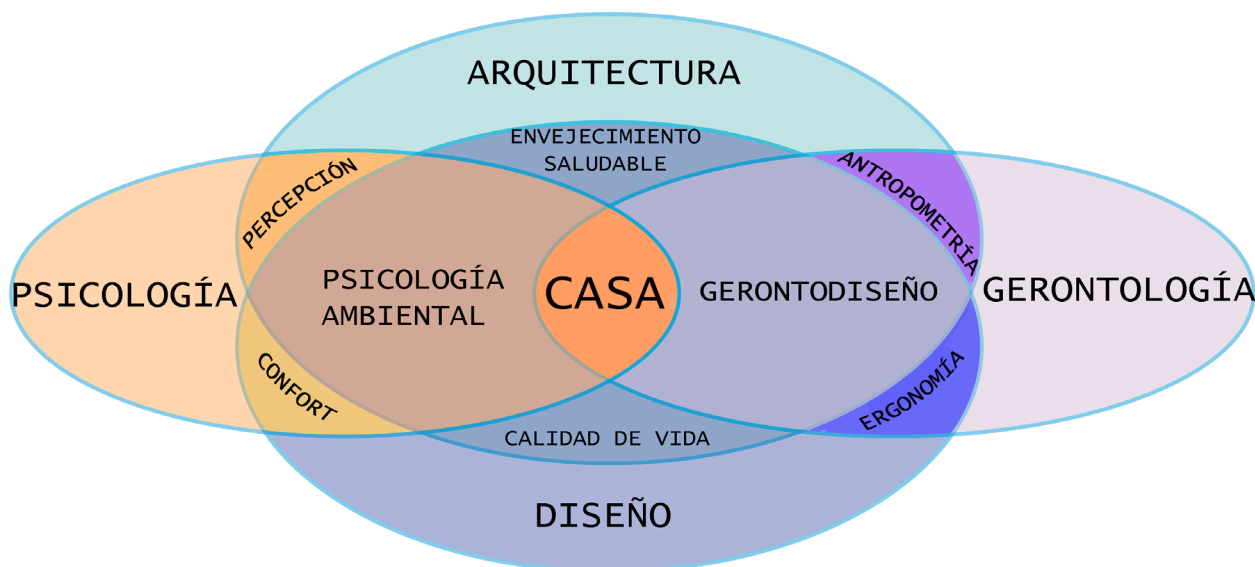 ARQUITECTURA
ENVEJECIMIENTO
SALUDABLE
PERCEPCIÓN
ANTROPOMETRÍA
PSICOLOGÍA
PSICOLOGÍA
AMBIENTAL
CASA
GERONTODISEÑO
GERONTOLOGÍA
CONFORT
ERGONOMÍA
CALIDAD DE VIDA
DISEÑO